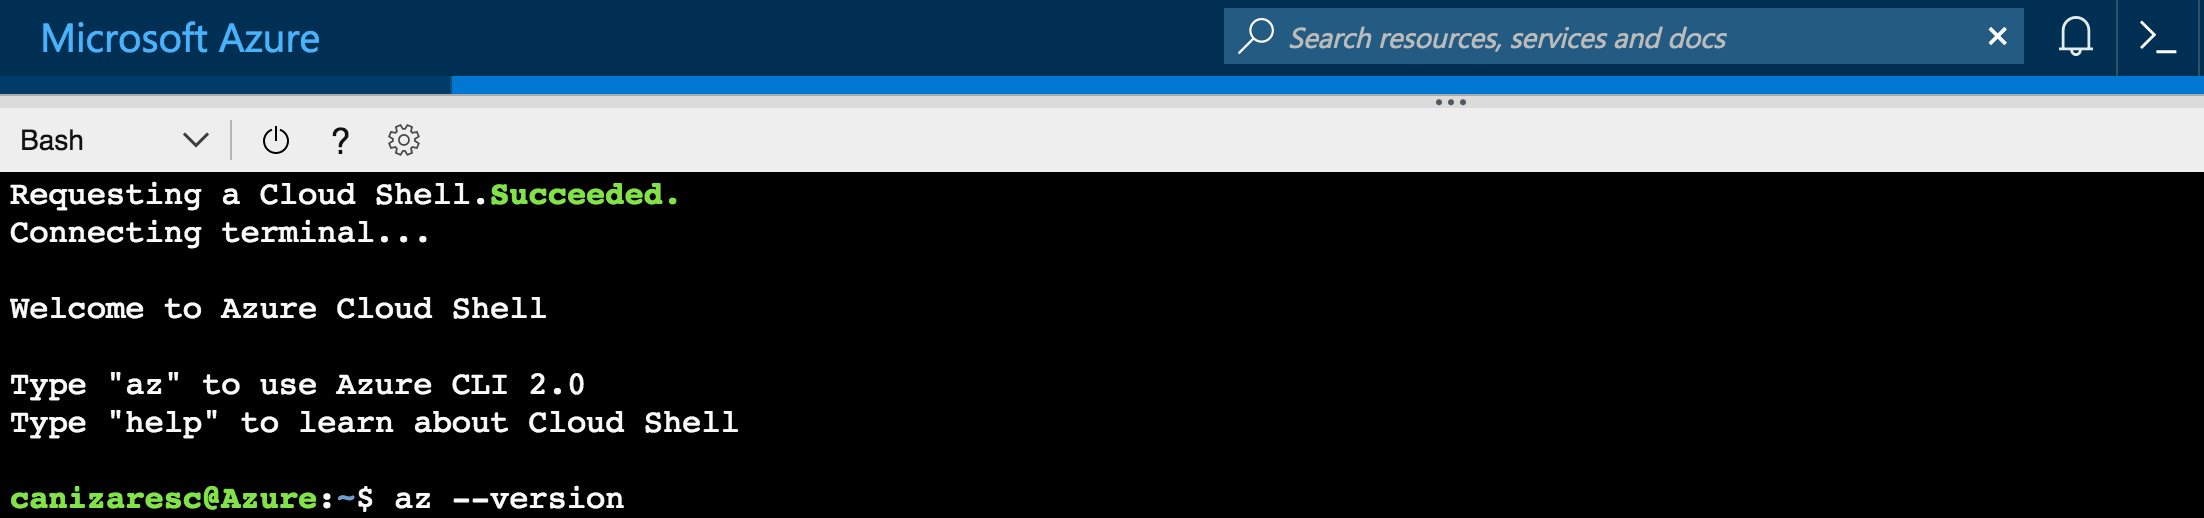 Microsoft Azure
Search resources, services and docs
Bash
?
Requesting a Cloud Shell.Succeeded.
Connecting terminal...
Welcome to Azure Cloud Shell
Type "az" to use Azure CLI 2.0
Type "help" to learn about Cloud Shell
canizaresc@Azure:~$ az --version